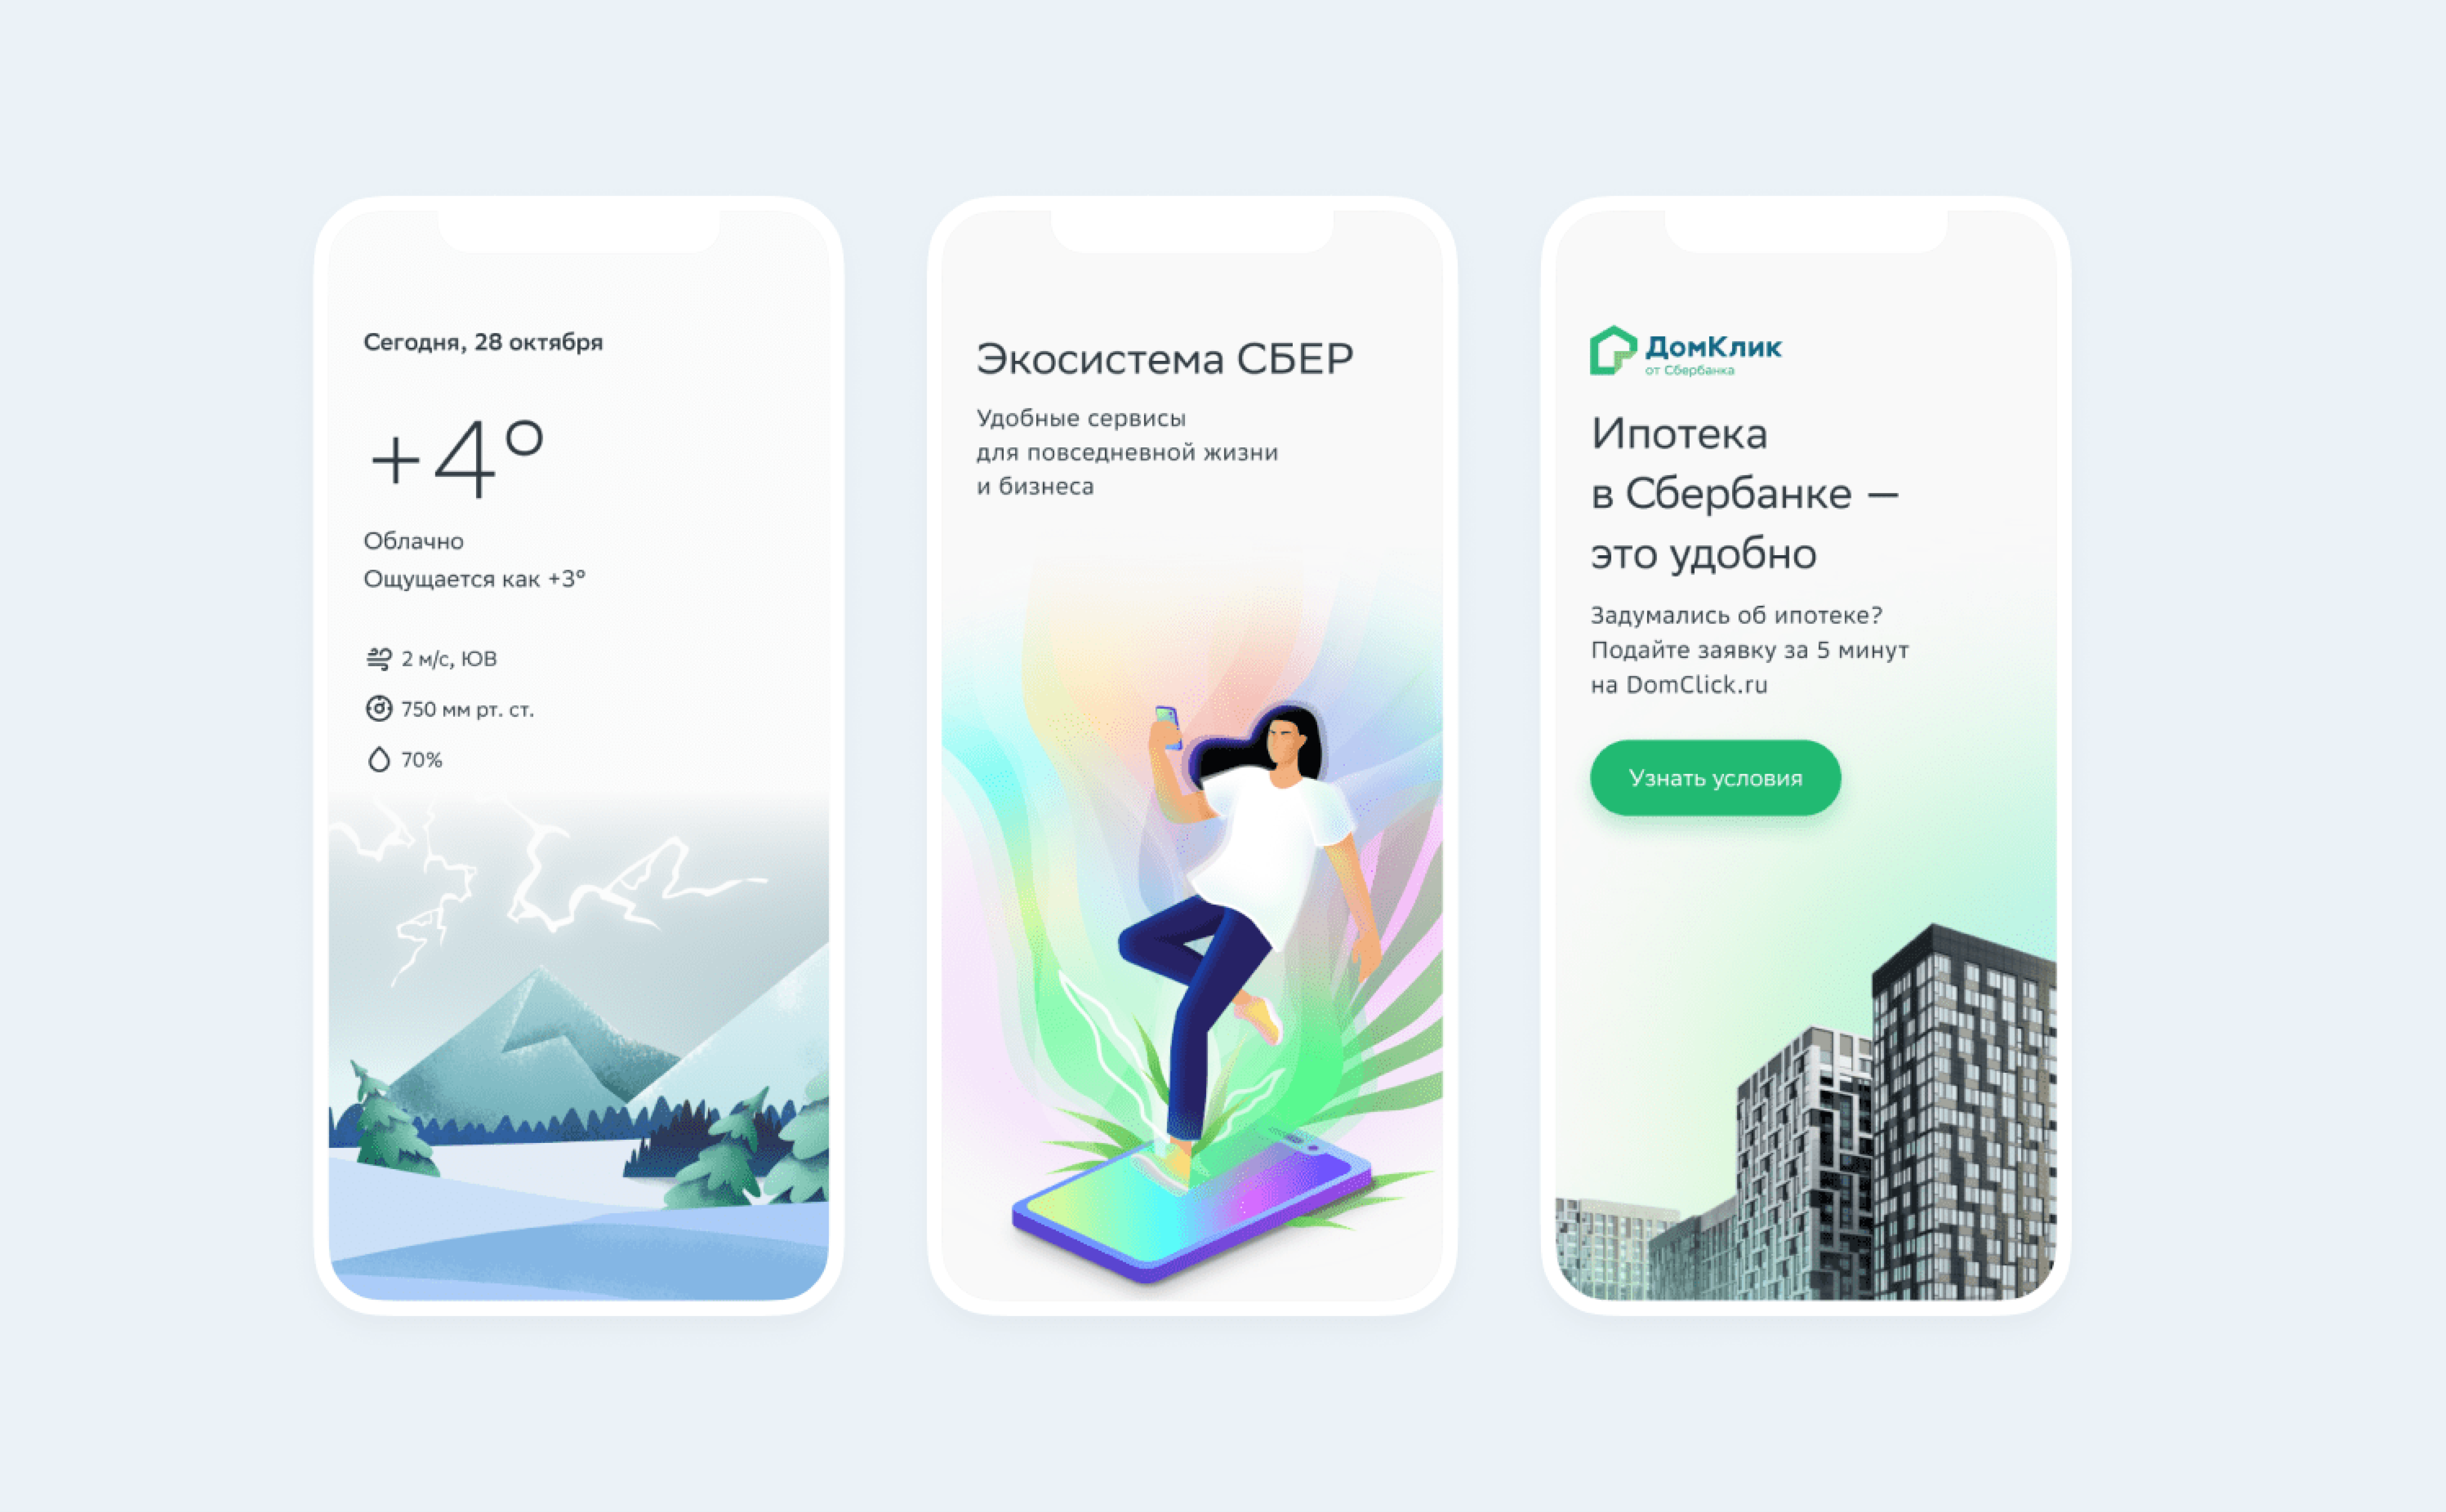 Сегодня, 28 октября
+4°
Облачно
Ощущается как +3°
2 м/с, ЮВ
750 мм рт. ст.
70%
Экосистема СБЕР
Удобные сервисы
для повседневной жизни
и бизнеса
ДомКлик
от Сбербанка
Ипотека
в Сбербанке —
это удобно
Задумались об ипотеке?
Подайте заявку за 5 минут
на DomClick.ru
Узнать условия